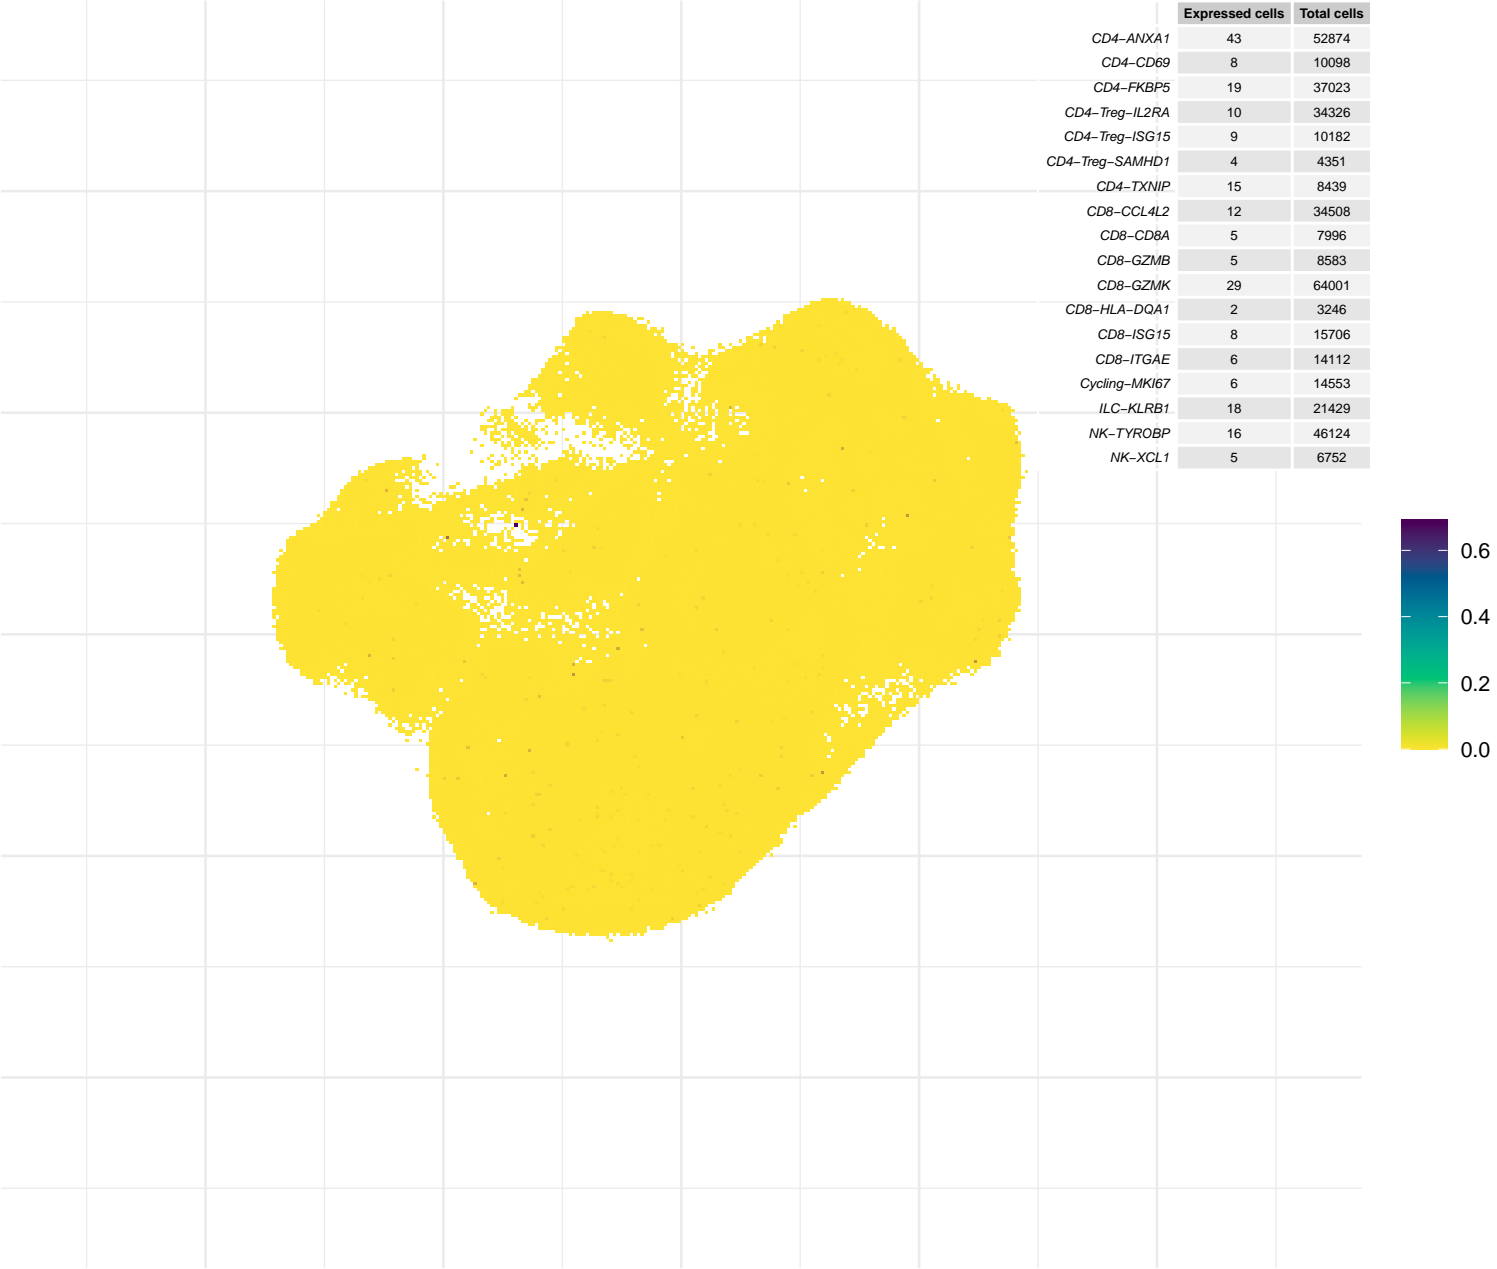 Expressed cells Total cells
CD4−ANXA1 43 52874
CD4−CD69 8 10098
CD4−FKBP5 19 37023
CD4−Treg−IL2RA 10 34326
CD4−Treg−ISG15 9 10182
CD4−Treg−SAMHD1 4 4351
CD4−TXNIP 15 8439
CD8−CCL4L2 12 34508
CD8−CD8A 5 7996
CD8−GZMB 5 8583
CD8−GZMK 29 64001
CD8−HLA−DQA1 2 3246
CD8−ISG15 8 15706
CD8−ITGAE 6 14112
Cycling−MKI67 6 14553
ILC−KLRB1 18 21429
NK−TYROBP 16 46124
NK−XCL1 5 6752
0.6
0.4
0.2
0.0